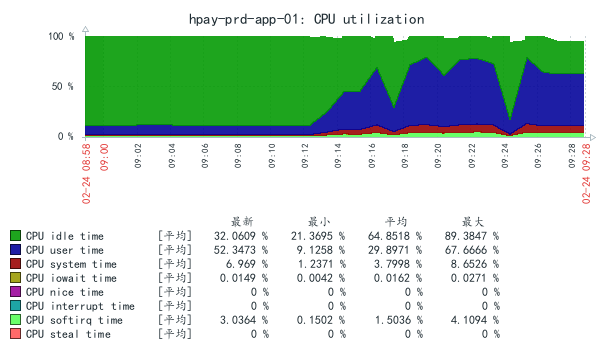 hpay-prd-app-01: CPU utilization
100 %
50 %
0 %
02-24 08:58
09:00
09:02
09:04
09:06
09:08
09:10
09:12
09:14
09:16
09:18
09:20
09:22
09:24
09:26
09:28
02-24 09:28
最新 最小 平均 最大
CPU idle time [平均] 32.0609 % 21.3695 % 64.8518 % 89.3847 %
CPU user time [平均] 52.3473 % 9.1258 % 29.8971 % 67.6666 %
CPU system time [平均] 6.969 % 1.2371 % 3.7998 % 8.6526 %
CPU iowait time [平均] 0.0149 % 0.0042 % 0.0162 % 0.0271 %
CPU nice time [平均] 0 % 0 % 0 % 0 %
CPU interrupt time [平均] 0 % 0 % 0 % 0 %
CPU softirq time [平均] 3.0364 % 0.1502 % 1.5036 % 4.1094 %
CPU steal time [平均] 0 % 0 % 0 % 0 %